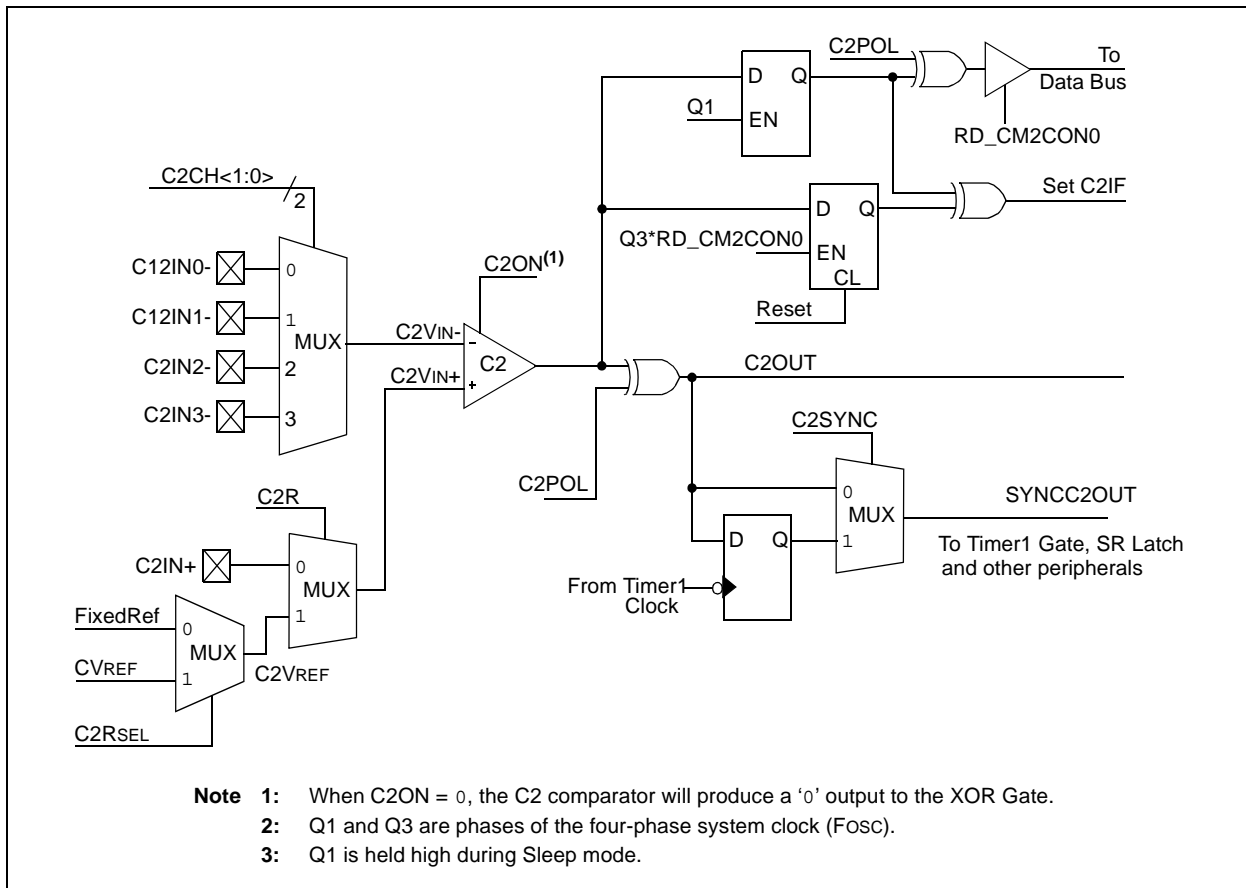 C2POL
To
Data Bus
D Q
Q1
EN
RD_CM2CON0
C2CH<1:0>
2
Set C2IF
D Q
Q3*RD_CM2CON0
EN
CL
Reset
C12IN0-
0
C2ON(1)
C12IN1-
1
MUX
C2VIN-
-
C2IN2-
2
C2
C2VIN+
+
C2OUT
C2IN3-
3
C2SYNC
C2POL
C2R
0
MUX
SYNCC2OUT
D Q
1
To Timer1 Gate, SR Latch
and other peripherals
C2IN+
0
MUX
From Timer1
Clock
FixedRef
0
1
MUX
CVREF
1
C2VREF
C2RSEL
Note 1: When C2ON = 0, the C2 comparator will produce a ‘0’ output to the XOR Gate.
2: Q1 and Q3 are phases of the four-phase system clock (FOSC).
3: Q1 is held high during Sleep mode.